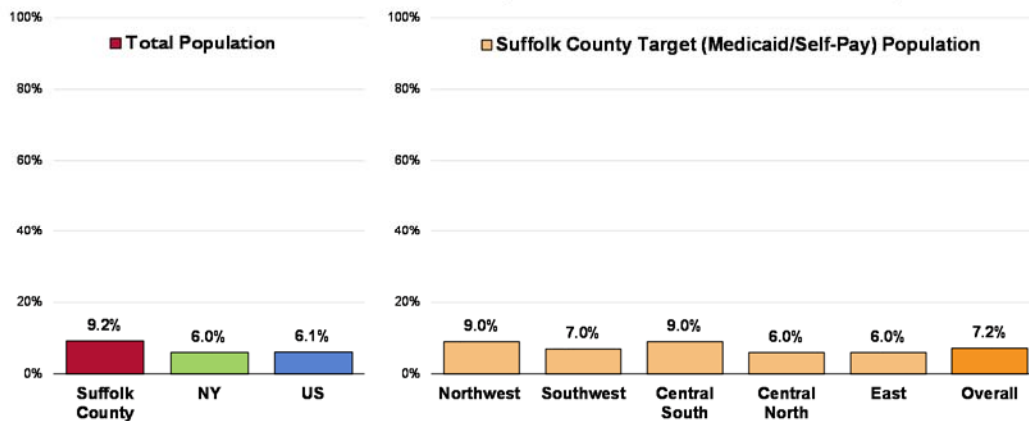 100%
Total Population
80%
60%
40%
20%
0%
9.2%
6.0%
6.1%
Suffolk County
NY
US
100%
Suffolk County Target (Medicaid/Self-Pay) Population
80%
60%
40%
20%
0%
9.0%
7.0%
9.0%
6.0%
6.0%
7.2%
Northwest
Southwest
Central South
Central North
East
Overall